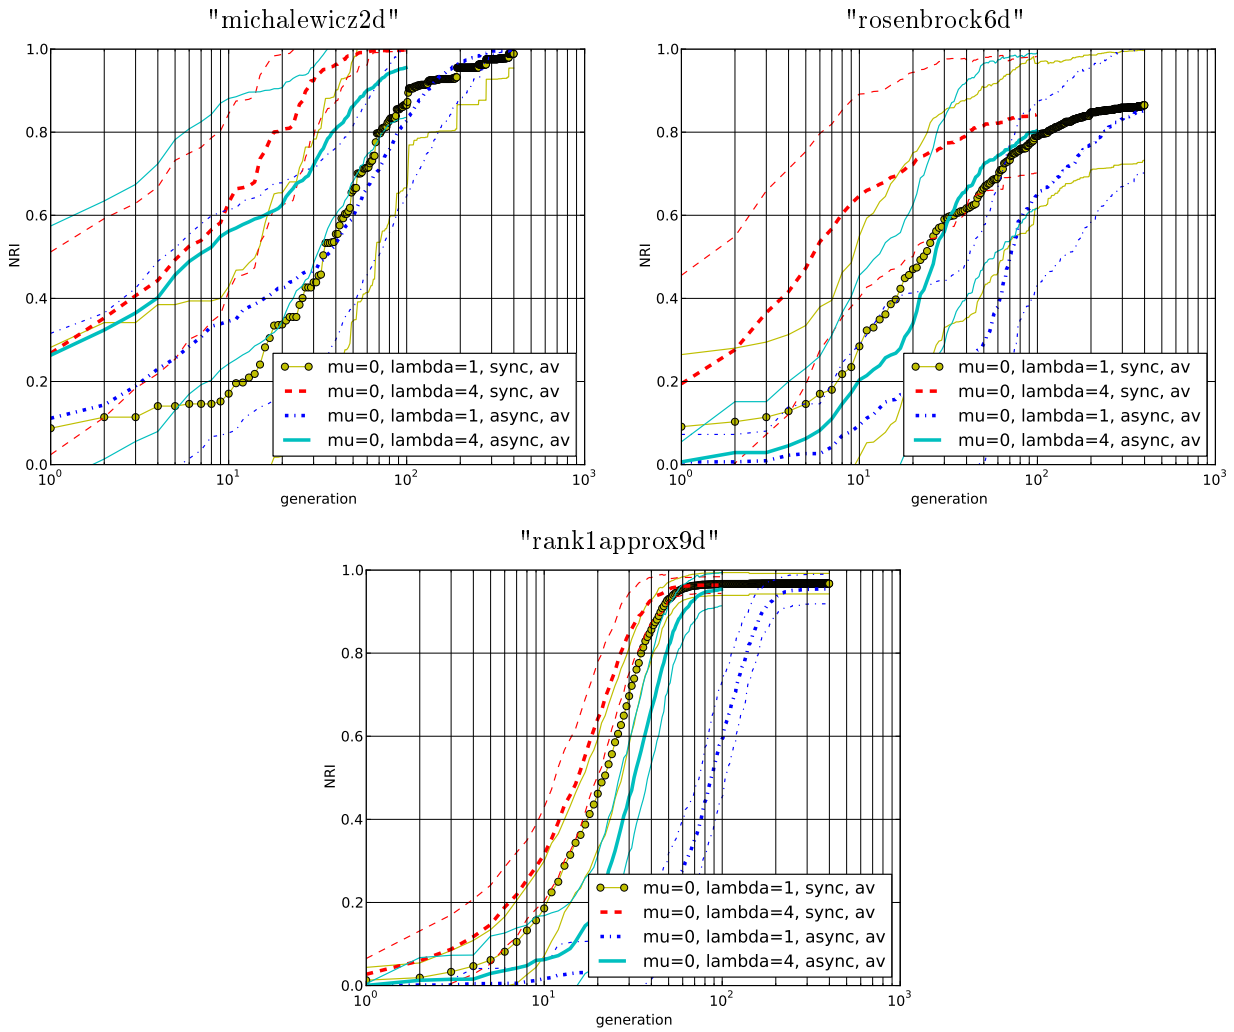 "michalewicz2d"
1.0
0.8
0.6
0.4
0.2
0.0
NRI
10^0
10^1
10^2
10^3
generation
mu=0, lambda=1, sync, av
mu=0, lambda=4, sync, av
mu=0, lambda=1, async, av
mu=0, lambda=4, async, av
"rosenbrock6d"
1.0
0.8
0.6
0.4
0.2
0.0
NRI
10^0
10^1
10^2
10^3
generation
mu=0, lambda=1, sync, av
mu=0, lambda=4, sync, av
mu=0, lambda=1, async, av
mu=0, lambda=4, async, av
"rank1approx9d"
1.0
0.8
0.6
0.4
0.2
0.0
NRI
10^0
10^1
10^2
10^3
generation
mu=0, lambda=1, sync, av
mu=0, lambda=4, sync, av
mu=0, lambda=1, async, av
mu=0, lambda=4, async, av